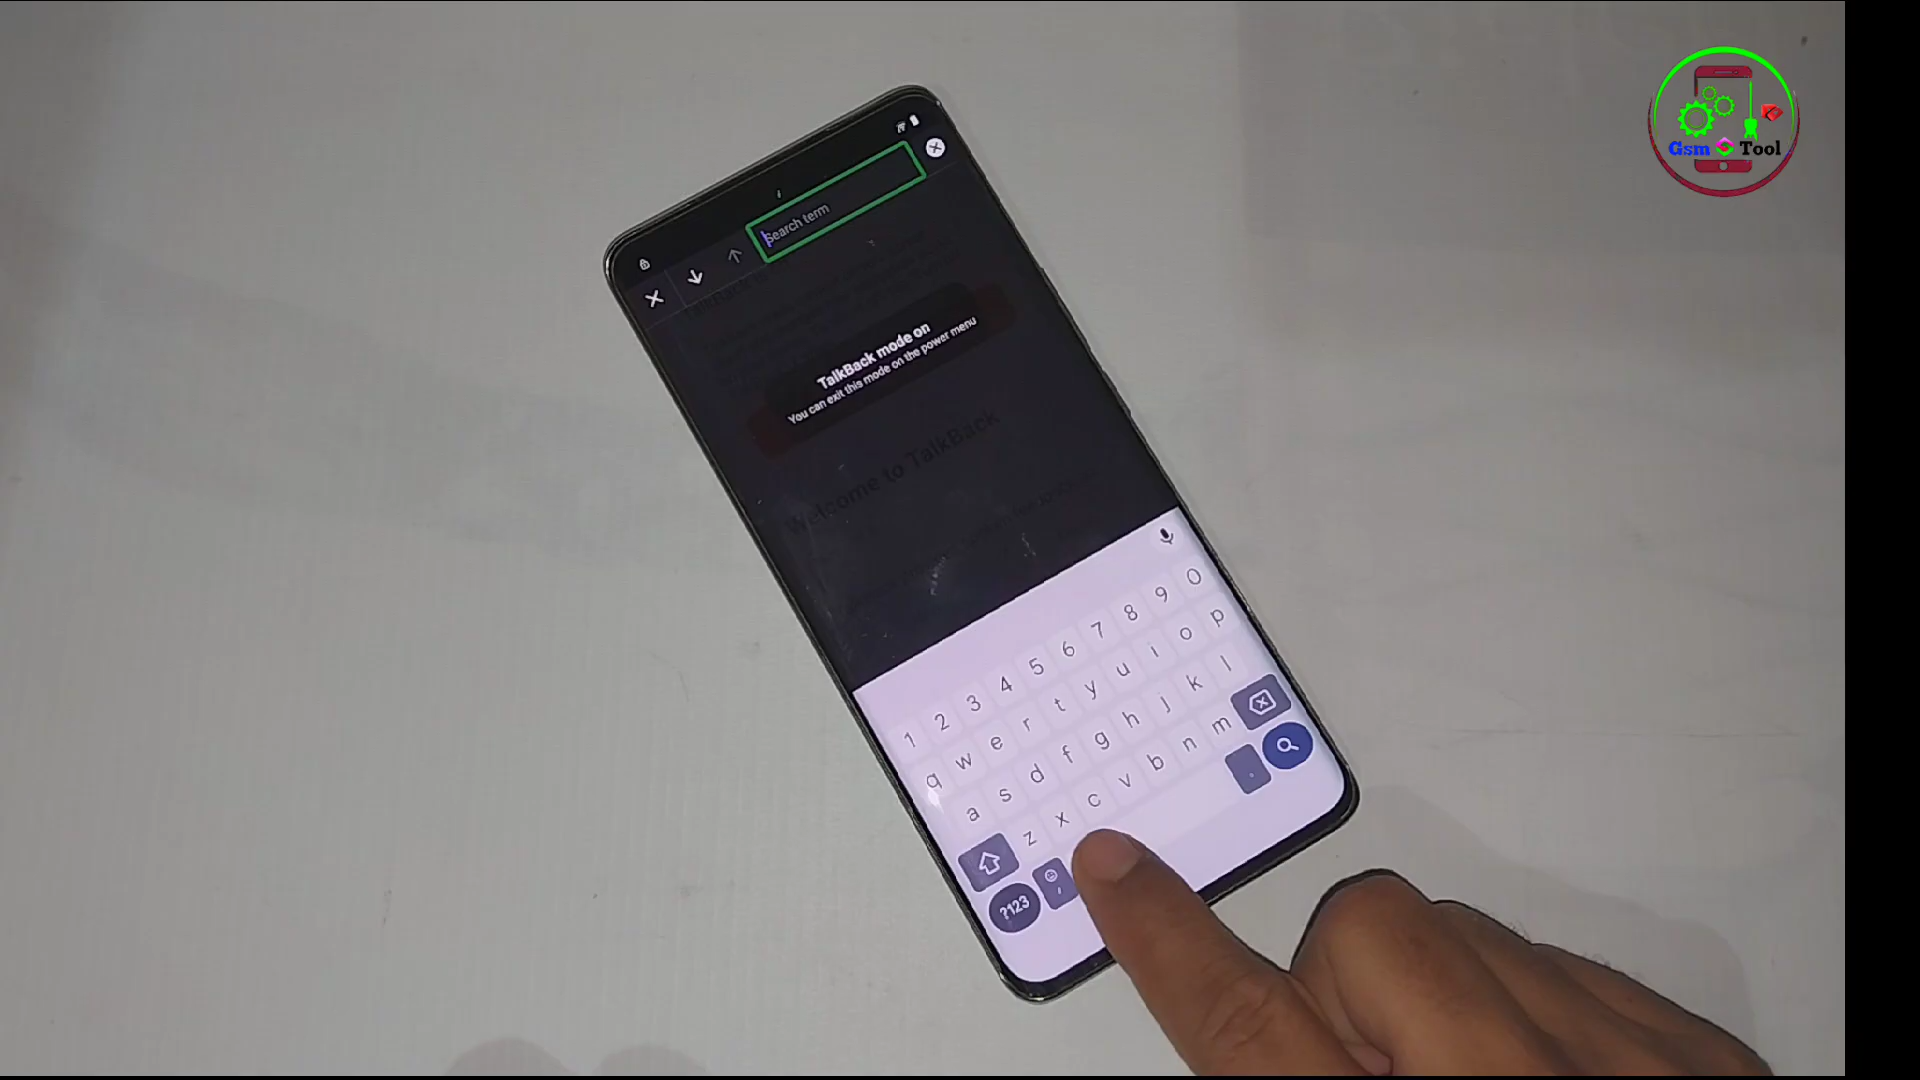 Gsm Tool
Search term
TalkBack mode on
You can exit this mode on the power menu
Welcome to TalkBack
1 2 3 4 5 6 7 8 9 0
q w e r t y u i o p
a s d f g h j k l
z x c v b n m
?123 , .